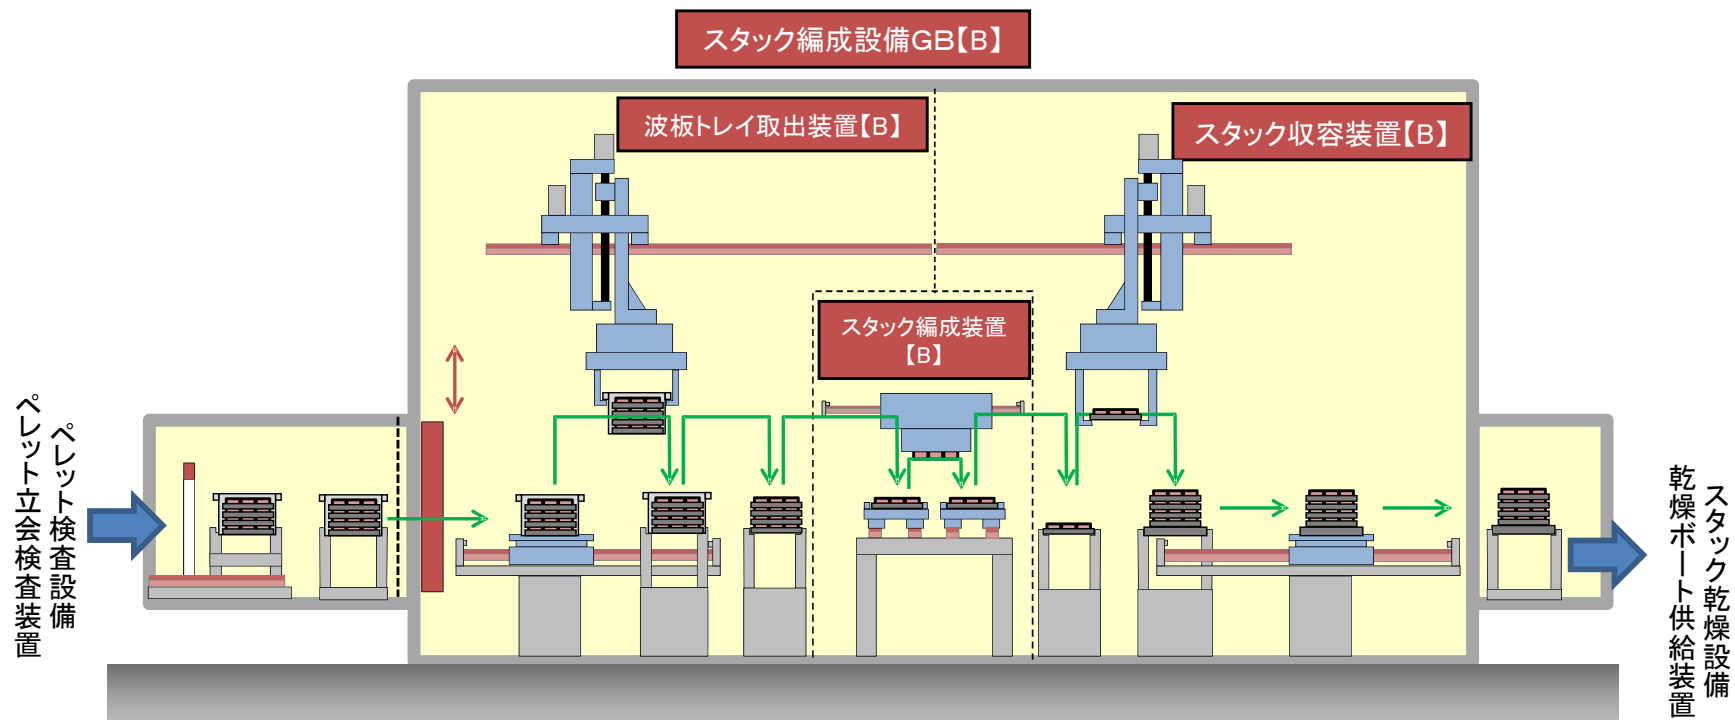 スタック編成設備GB【B】
波板トレイ取出装置【B】
スタック収容装置【B】
スタック編成装置
【B】
ペレット検査設備
ペレット立会検査装置
スタック乾燥設備
乾燥ボート供給装置